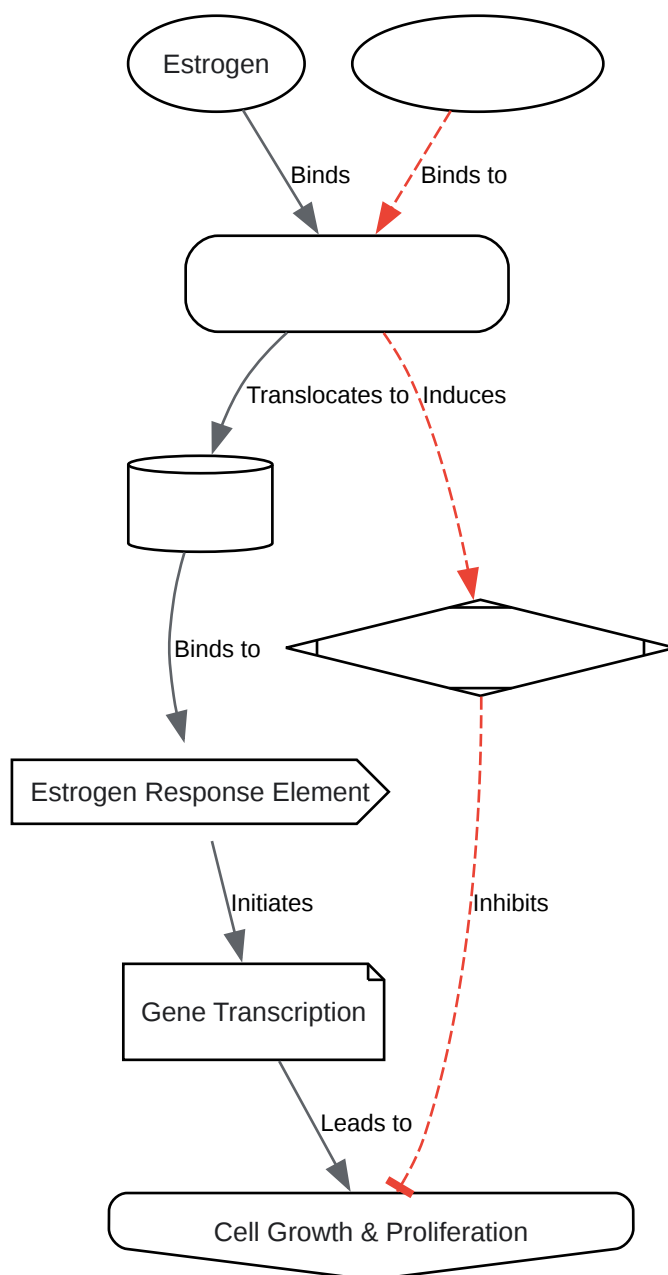 Estrogen
Binds
Binds to
Translocates to
Induces
Binds to
Estrogen Response Element
Initiates
Inhibits
Gene Transcription
Leads to
Cell Growth & Proliferation